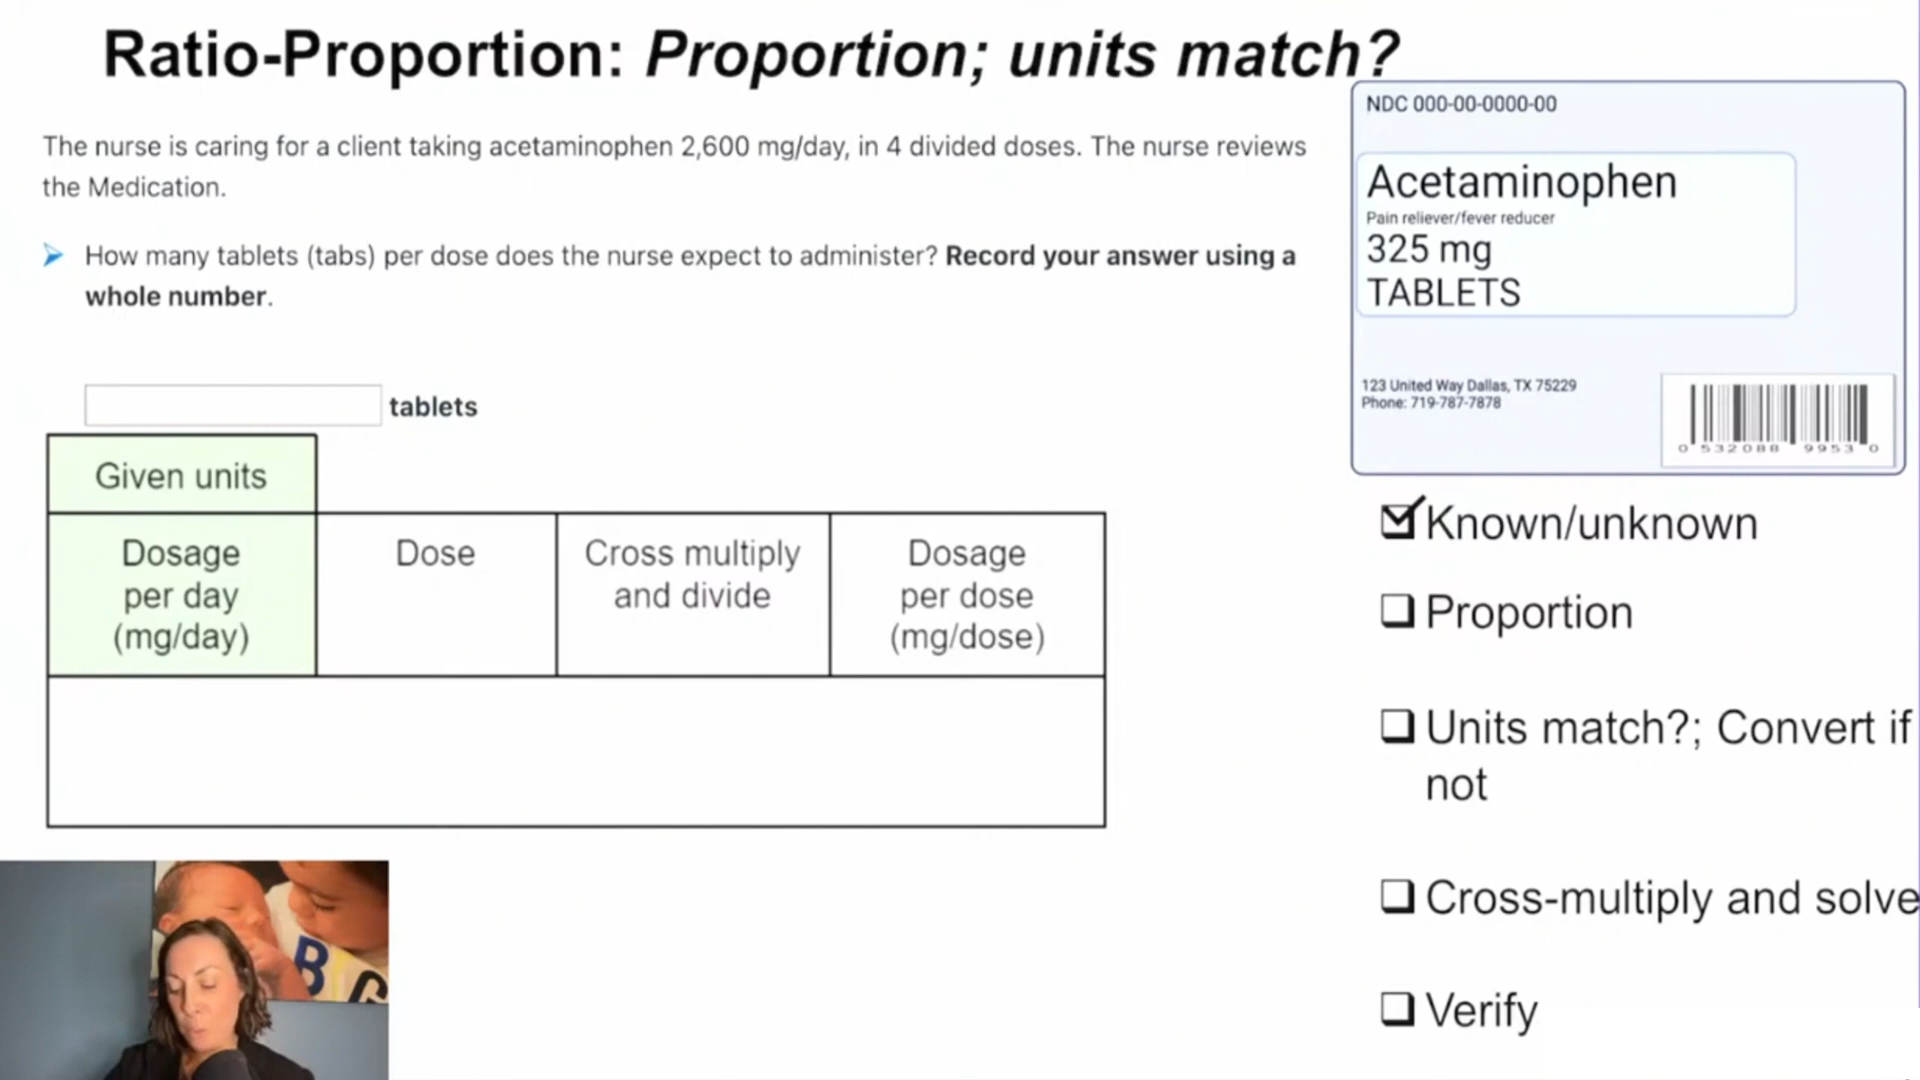 Ratio-Proportion: Proportion; units match?
The nurse is caring for a client taking acetaminophen 2,600 mg/day, in 4 divided doses. The nurse reviews
the Medication.
How many tablets (tabs) per dose does the nurse expect to administer? Record your answer using a
whole number.
tablets
Given units
Dosage
per day
(mg/day)
Dose
Cross multiply
and divide
Dosage
per dose
(mg/dose)
NDC 000-00-0000-00
Acetaminophen
Pain reliever/fever reducer
325 mg
TABLETS
123 United Way Dallas, TX 75229
Phone: 719-787-7878
0 532088 9953 0
Known/unknown
Proportion
Units match?; Convert if
not
Cross-multiply and solve
Verify
B